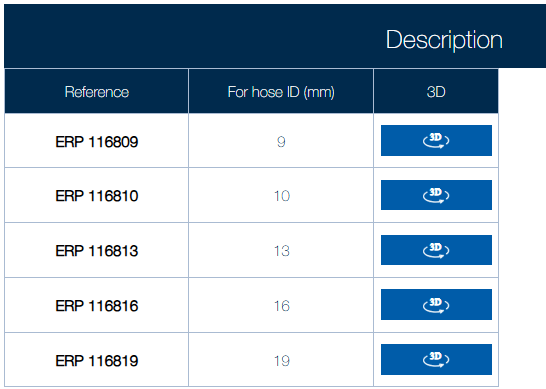 Description
Reference For hose ID (mm) 3D
ERP 116809 9 3D
ERP 116810 10 3D
ERP 116813 13 3D
ERP 116816 16 3D
ERP 116819 19 3D